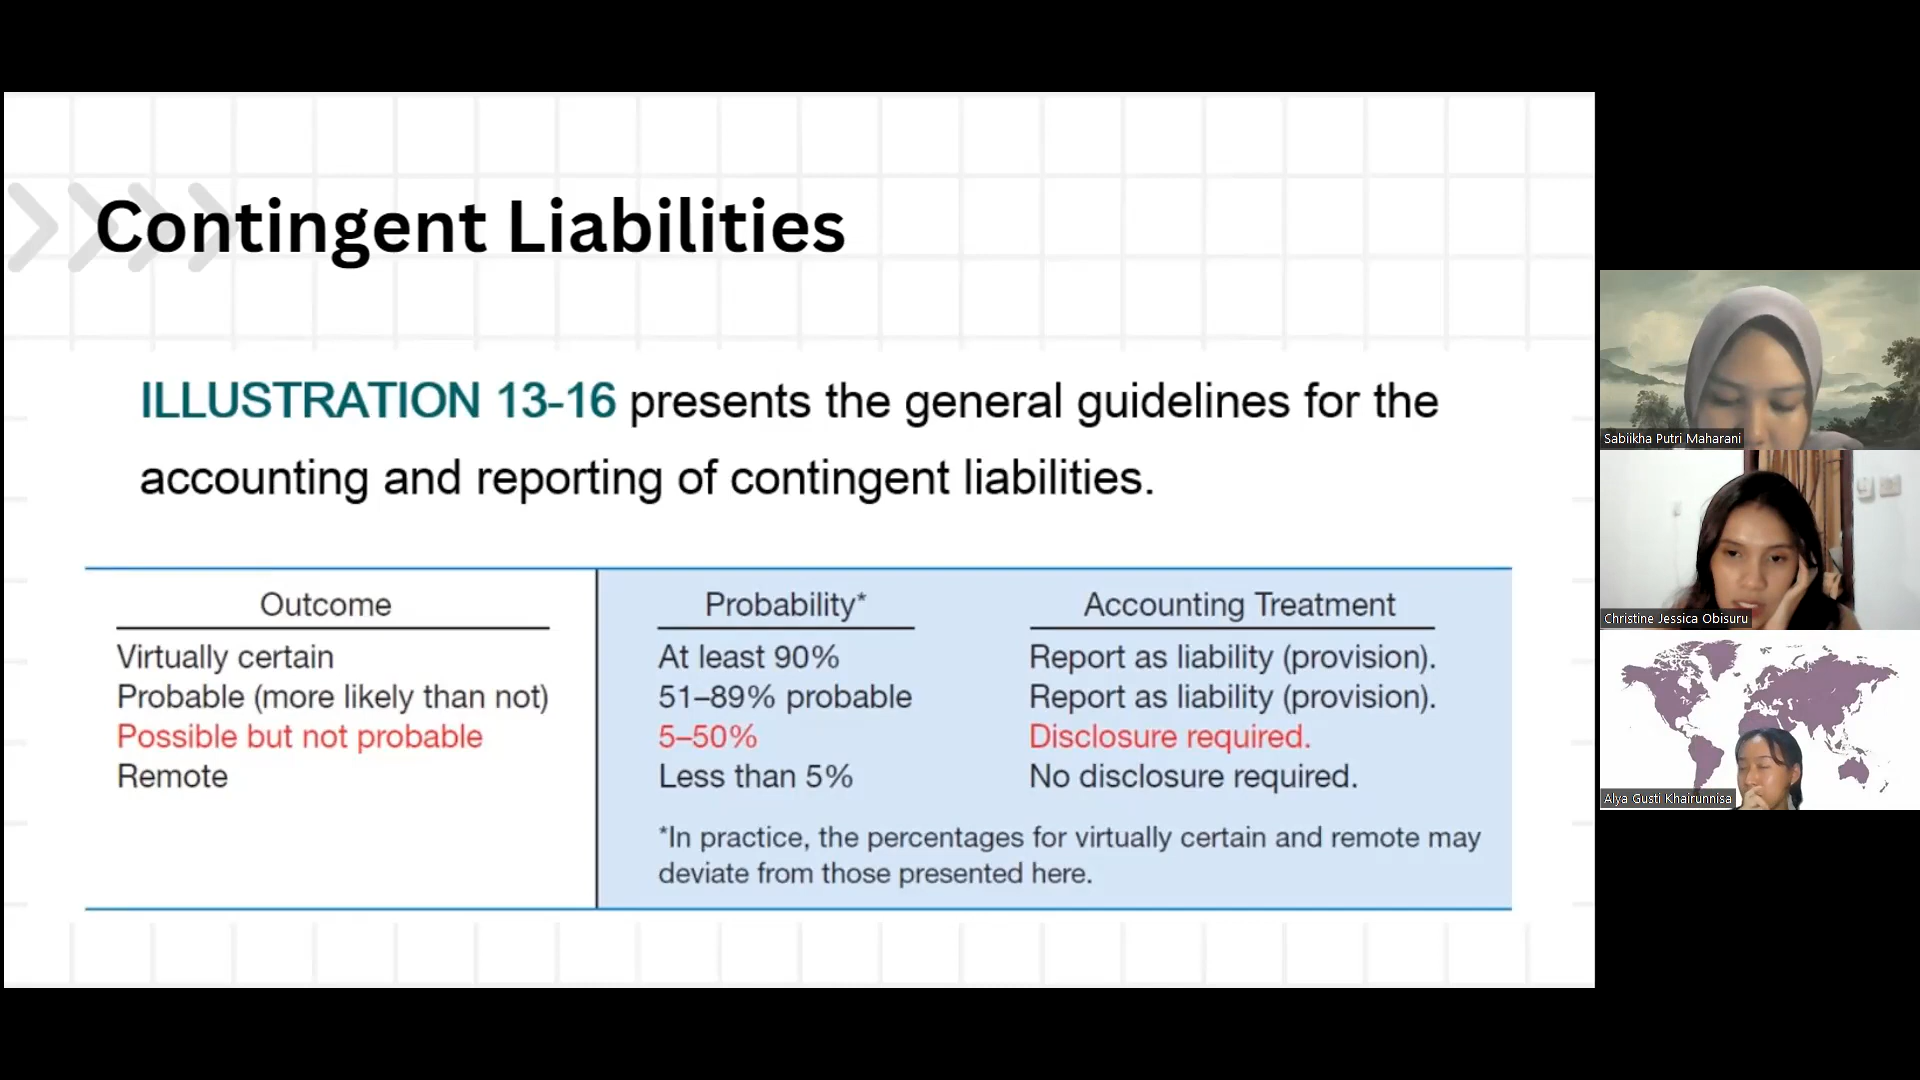 Contingent Liabilities
ILLUSTRATION 13-16 presents the general guidelines for the
accounting and reporting of contingent liabilities.
Outcome Probability* Accounting Treatment
Virtually certain At least 90% Report as liability (provision).
Probable (more likely than not) 51–89% probable Report as liability (provision).
Possible but not probable 5–50% Disclosure required.
Remote Less than 5% No disclosure required.
*In practice, the percentages for virtually certain and remote may
deviate from those presented here.
Sabiikha Putri Maharani
Christine Jessica Obisuru
Alya Gusti Khairunnisa